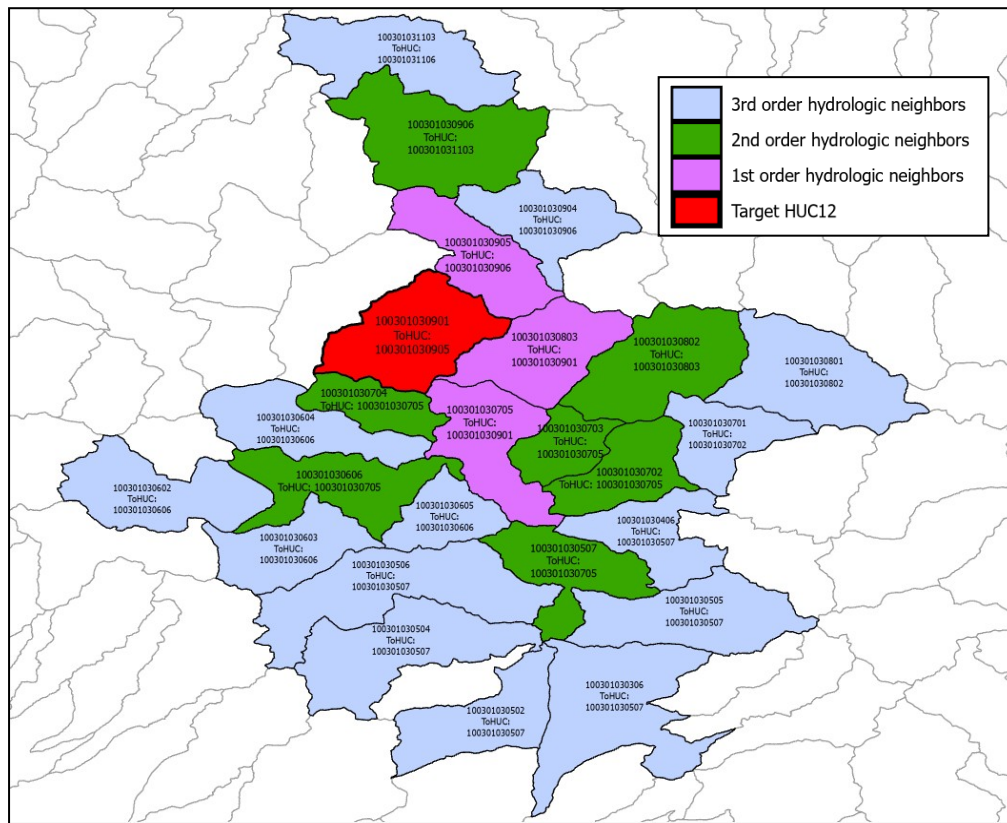 100301031103
ToHUC:
100301031106
3rd order hydrologic neighbors
2nd order hydrologic neighbors
1st order hydrologic neighbors
Target HUC12
100301030906
ToHUC:
100301031103
100301030904
ToHUC:
100301030906
100301030905
ToHUC:
100301030906
100301030901
ToHUC:
100301030905
100301030803
ToHUC:
100301030901
100301030802
ToHUC:
100301030803
100301030801
ToHUC:
100301030802
100301030704
ToHUC: 100301030705
100301030604
ToHUC:
100301030606
100301030705
ToHUC:
100301030901
100301030703
ToHUC:
100301030705
100301030701
ToHUC:
100301030702
100301030702
ToHUC: 100301030705
100301030606
ToHUC: 100301030705
100301030602
ToHUC:
100301030606
100301030605
ToHUC:
100301030606
100301030406
ToHUC:
100301030507
100301030603
ToHUC:
100301030606
100301030507
ToHUC:
100301030705
100301030506
ToHUC:
100301030507
100301030505
ToHUC:
100301030507
100301030504
ToHUC:
100301030507
100301030306
ToHUC:
100301030507
100301030502
ToHUC:
100301030507